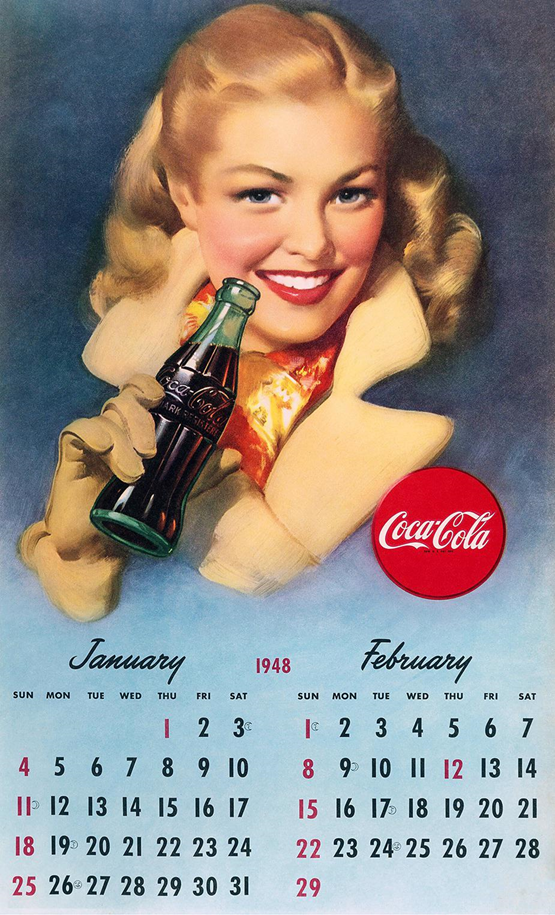 Coca-Cola
TRADE-MARK REGISTERED
Coca-Cola
January 1948 February
SUN MON TUE WED THU FRI SAT SUN MON TUE WED THU FRI SAT
1 2 3 1 2 3 4 5 6 7
4 5 6 7 8 9 10 8 9 10 11 12 13 14
11 12 13 14 15 16 17 15 16 17 18 19 20 21
18 19 20 21 22 23 24 22 23 24 25 26 27 28
25 26 27 28 29 30 31 29